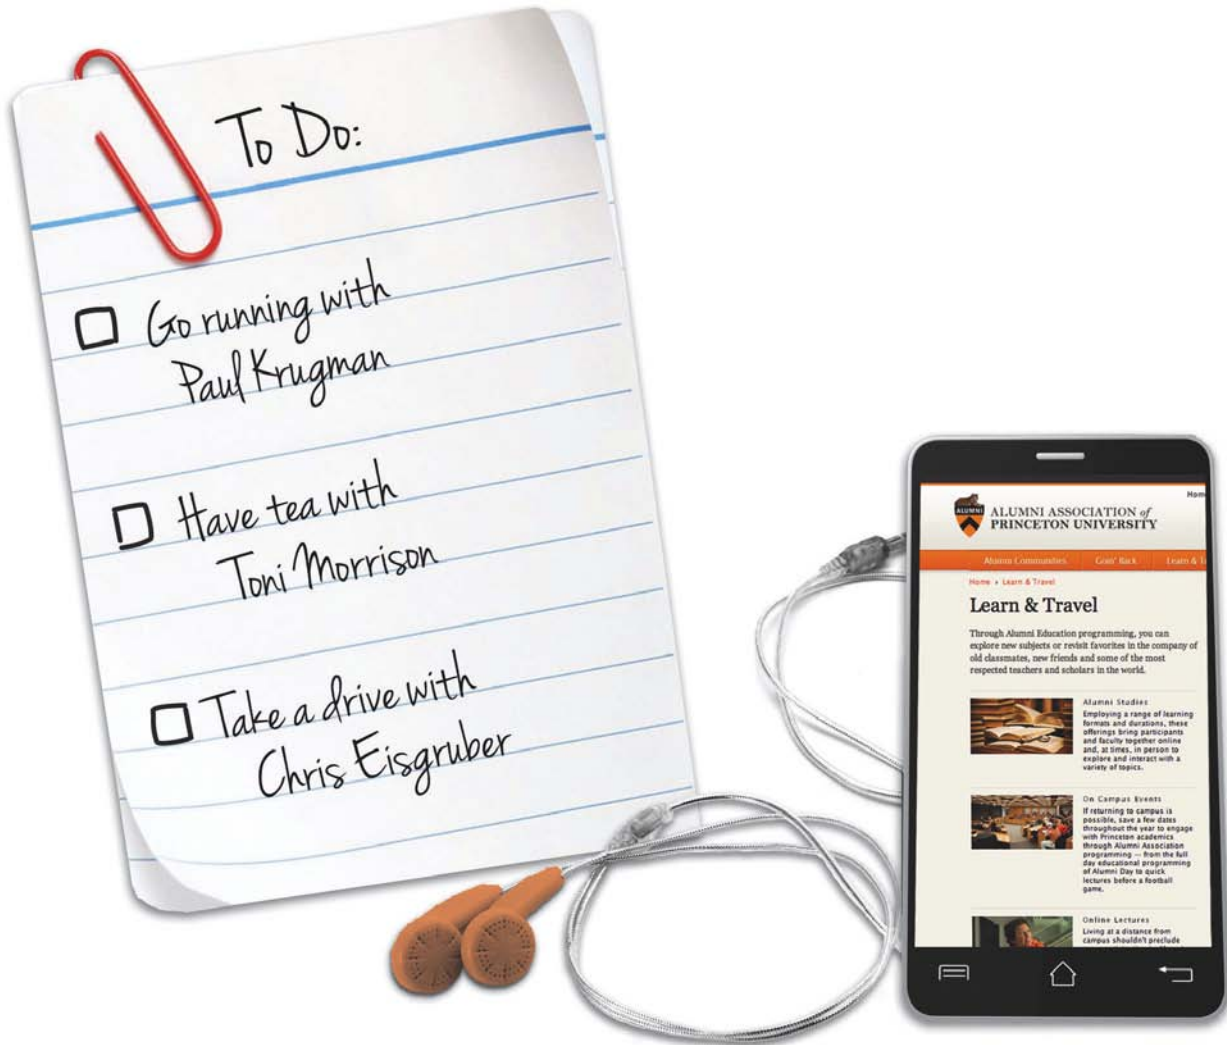 To Do:
Go running with
Paul Krugman
Have tea with
Toni Morrison
Take a drive with
Chris Eisgruber
Hom
ALUMNI
ALUMNI ASSOCIATION of
PRINCETON UNIVERSITY
Alumni Communities
Goin' Back
Learn & T
Home › Learn & Travel
Learn & Travel
Through Alumni Education programming, you can
explore new subjects or revisit favorites in the company of
old classmates, new friends and some of the most
respected teachers and scholars in the world.
Alumni Studies
Employing a range of learning
formats and durations, these
offerings bring participants
and faculty together online
and, at times, in person to
explore and interact with a
variety of topics.
On Campus Events
If returning to campus is
possible, save a few dates
throughout the year to engage
with Princeton academics
through Alumni Association
programming — from the full
day educational programming
of Alumni Day to quick
lectures before a football
game.
Online Lectures
Living at a distance from
campus shouldn't preclude